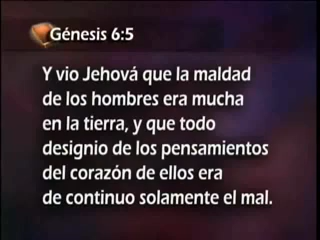 Génesis 6:5
Y vio Jehová que la maldad
de los hombres era mucha
en la tierra, y que todo
designio de los pensamientos
del corazón de ellos era
de continuo solamente el mal.